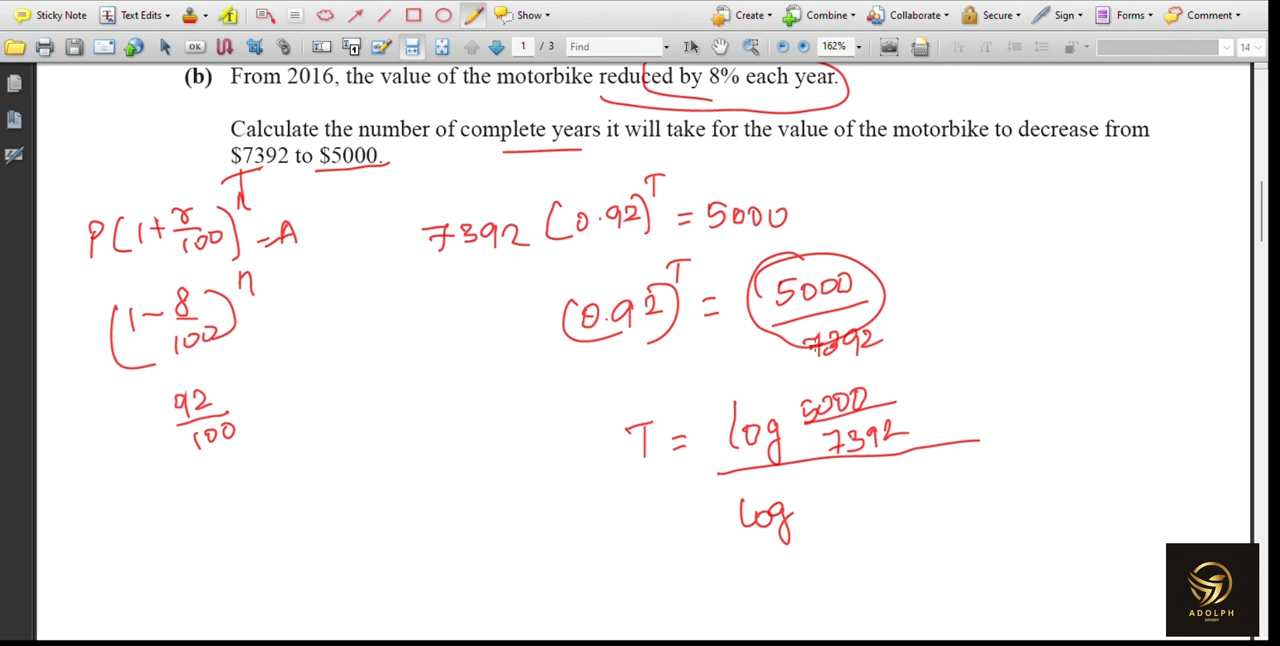 Sticky Note Text Edits Show Create Combine Collaborate Secure Sign Forms Comment
OK 1 / 3 Find 162% 14
(b) From 2016, the value of the motorbike reduced by 8% each year.
Calculate the number of complete years it will take for the value of the motorbike to decrease from
$7392 to $5000.
P(1+r/100)^n=A
(1-8/100)^n
92/100
7392(0.92)^T=5000
(0.92)^T=5000/7392
T=log 5000/7392
log
ADOLPH